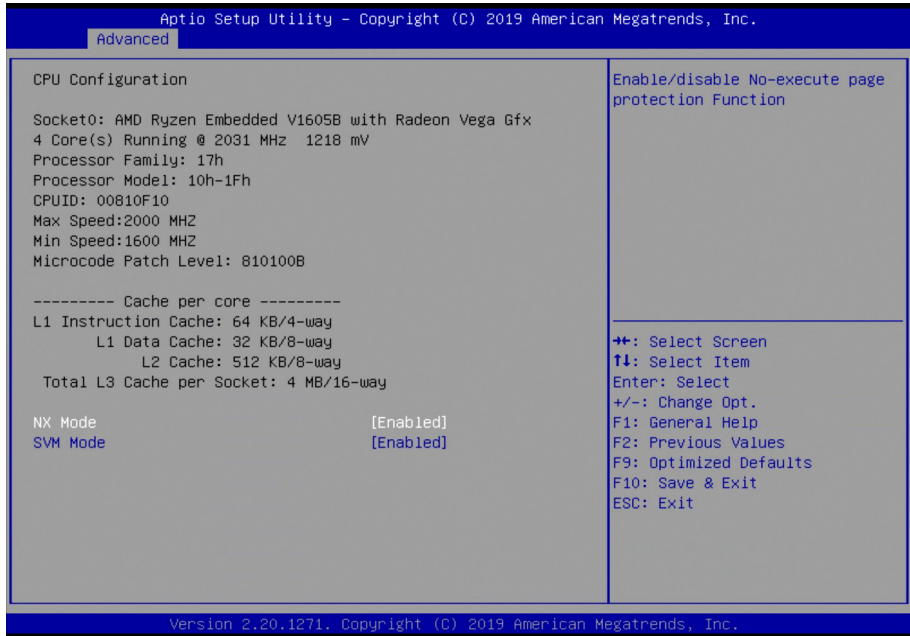 Aptio Setup Utility – Copyright (C) 2019 American Megatrends, Inc.
Advanced
CPU Configuration
Socket0: AMD Ryzen Embedded V1605B with Radeon Vega Gfx
4 Core(s) Running @ 2031 MHz 1218 mV
Processor Family: 17h
Processor Model: 10h-1Fh
CPUID: 00810F10
Max Speed:2000 MHZ
Min Speed:1600 MHZ
Microcode Patch Level: 810100B
--------- Cache per core ---------
L1 Instruction Cache: 64 KB/4-way
L1 Data Cache: 32 KB/8-way
L2 Cache: 512 KB/8-way
Total L3 Cache per Socket: 4 MB/16-way
NX Mode [Enabled]
SVM Mode [Enabled]
Enable/disable No-execute page
protection Function
→←: Select Screen
↑↓: Select Item
Enter: Select
+/-: Change Opt.
F1: General Help
F2: Previous Values
F9: Optimized Defaults
F10: Save & Exit
ESC: Exit
Version 2.20.1271. Copyright (C) 2019 American Megatrends, Inc.